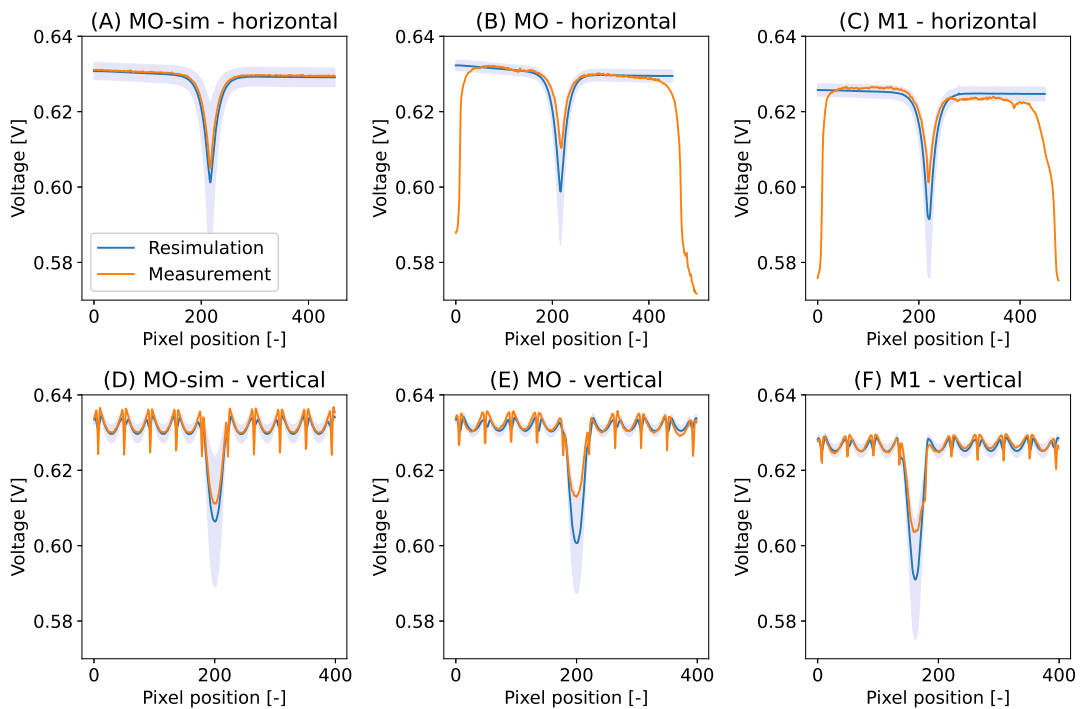 (A) MO-sim - horizontal
(B) MO - horizontal
(C) M1 - horizontal
0.64
0.62
0.60
0.58
Voltage [V]
Resimulation
Measurement
0
200
400
Pixel position [-]
0.64
0.62
0.60
0.58
Voltage [V]
0
200
400
Pixel position [-]
0.64
0.62
0.60
0.58
Voltage [V]
0
200
400
Pixel position [-]
(D) MO-sim - vertical
(E) MO - vertical
(F) M1 - vertical
0.64
0.62
0.60
0.58
Voltage [V]
0
200
400
Pixel position [-]
0.64
0.62
0.60
0.58
Voltage [V]
0
200
400
Pixel position [-]
0.64
0.62
0.60
0.58
Voltage [V]
0
200
400
Pixel position [-]